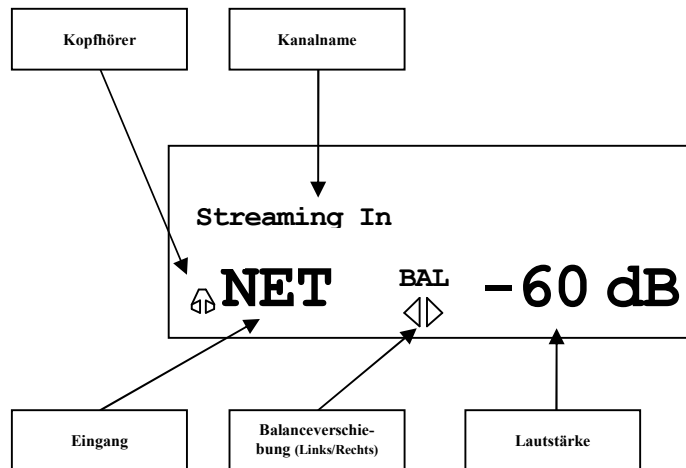 Kopfhörer
Kanalname
Streaming In
NET
BAL
-60 dB
Eingang
Balanceverschie-
bung (Links/Rechts)
Lautstärke